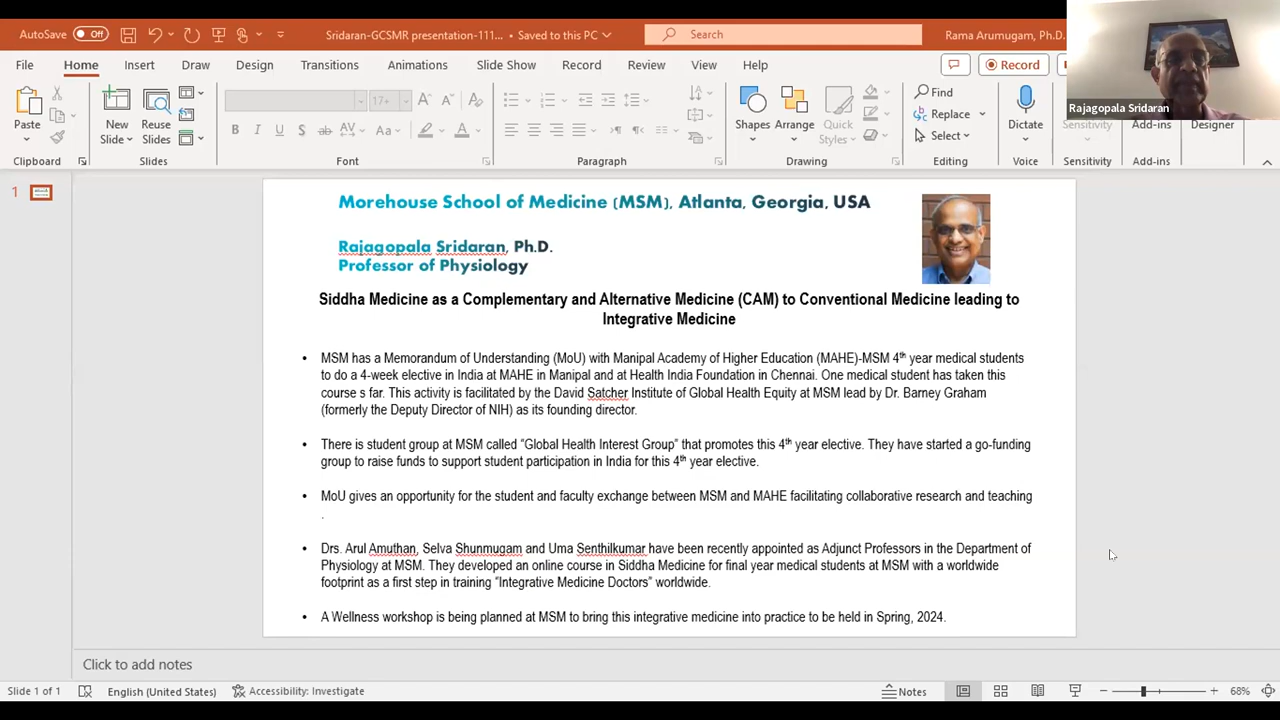 AutoSave Off Sridaran-GCSMR presentation-111... • Saved to this PC Search Rama Arumugam, Ph.D.
File Home Insert Draw Design Transitions Animations Slide Show Record Review View Help Record
Rajagopala Sridaran
Paste New Slide Reuse Slides 17+ Shapes Arrange Quick Styles Find Replace Select Dictate Sensitivity Add-ins Designer
Clipboard Slides Font Paragraph Drawing Editing Voice Sensitivity Add-ins
1
Morehouse School of Medicine (MSM), Atlanta, Georgia, USA
Rajagopala Sridaran, Ph.D.
Professor of Physiology
Siddha Medicine as a Complementary and Alternative Medicine (CAM) to Conventional Medicine leading to
Integrative Medicine
• MSM has a Memorandum of Understanding (MoU) with Manipal Academy of Higher Education (MAHE)-MSM 4th year medical students
to do a 4-week elective in India at MAHE in Manipal and at Health India Foundation in Chennai. One medical student has taken this
course s far. This activity is facilitated by the David Satcher Institute of Global Health Equity at MSM lead by Dr. Barney Graham
(formerly the Deputy Director of NIH) as its founding director.
• There is student group at MSM called “Global Health Interest Group” that promotes this 4th year elective. They have started a go-funding
group to raise funds to support student participation in India for this 4th year elective.
• MoU gives an opportunity for the student and faculty exchange between MSM and MAHE facilitating collaborative research and teaching
.
• Drs. Arul Amuthan, Selva Shunmugam and Uma Senthilkumar have been recently appointed as Adjunct Professors in the Department of
Physiology at MSM. They developed an online course in Siddha Medicine for final year medical students at MSM with a worldwide
footprint as a first step in training “Integrative Medicine Doctors” worldwide.
• A Wellness workshop is being planned at MSM to bring this integrative medicine into practice to be held in Spring, 2024.
Click to add notes
Slide 1 of 1 English (United States) Accessibility: Investigate Notes 68%